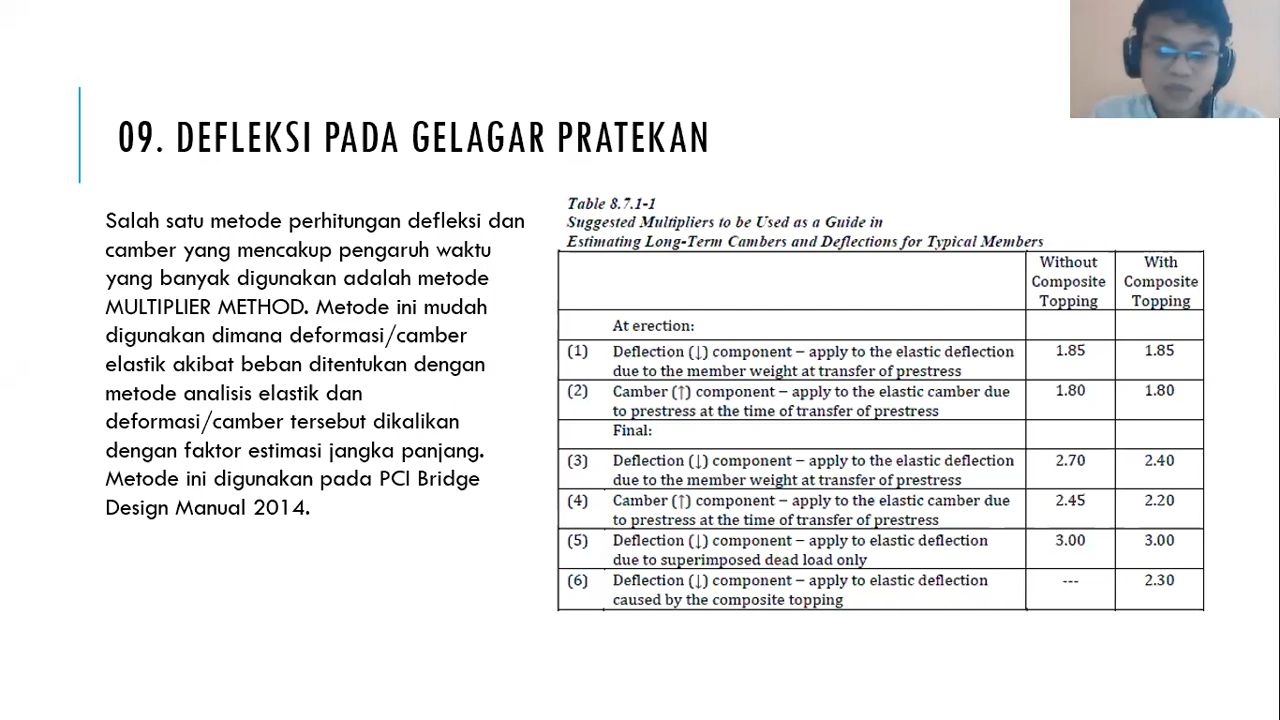 09. DEFLEKSI PADA GELAGAR PRATEKAN
Salah satu metode perhitungan defleksi dan
camber yang mencakup pengaruh waktu
yang banyak digunakan adalah metode
MULTIPLIER METHOD. Metode ini mudah
digunakan dimana deformasi/camber
elastik akibat beban ditentukan dengan
metode analisis elastik dan
deformasi/camber tersebut dikalikan
dengan faktor estimasi jangka panjang.
Metode ini digunakan pada PCI Bridge
Design Manual 2014.
Table 8.7.1-1
Suggested Multipliers to be Used as a Guide in
Estimating Long-Term Cambers and Deflections for Typical Members
Without Composite Topping
With Composite Topping
At erection:
(1) Deflection (↓) component – apply to the elastic deflection 1.85 1.85
due to the member weight at transfer of prestress
(2) Camber (↑) component – apply to the elastic camber due 1.80 1.80
to prestress at the time of transfer of prestress
Final:
(3) Deflection (↓) component – apply to the elastic deflection 2.70 2.40
due to the member weight at transfer of prestress
(4) Camber (↑) component – apply to the elastic camber due 2.45 2.20
to prestress at the time of transfer of prestress
(5) Deflection (↓) component – apply to elastic deflection 3.00 3.00
due to superimposed dead load only
(6) Deflection (↓) component – apply to elastic deflection --- 2.30
caused by the composite topping